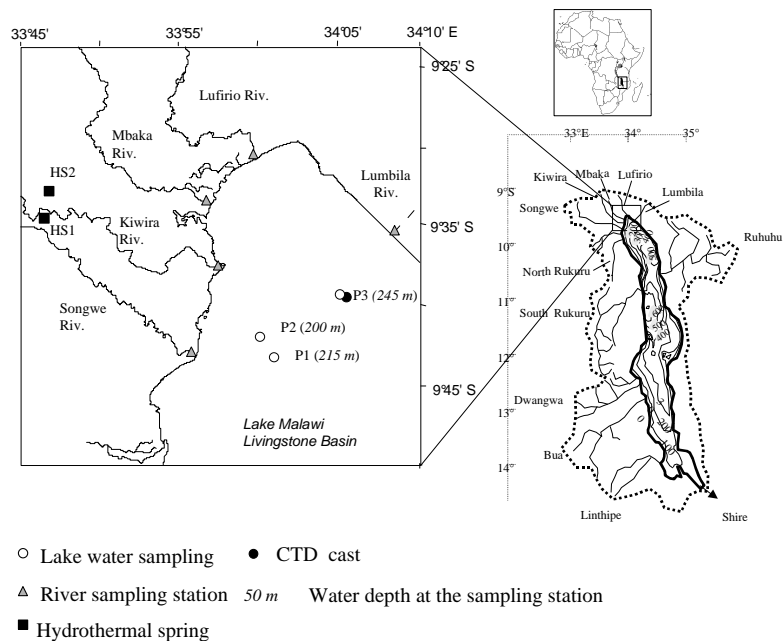 33°45'
33°55'
34°05'
34°10' E
9°25' S
Lufirio Riv.
Mbaka
Riv.
Lumbila
Riv.
HS2
HS1
Kiwira
Riv.
9°35' S
P3 (245 m)
Songwe
Riv.
P2 (200 m)
P1 (215 m)
9°45' S
Lake Malawi
Livingstone Basin
33°E
34°
35°
Mbaka
Lufirio
Kiwira
Lumbila
9°S
Songwe
Ruhuhu
10°
North Rukuru
11°
South Rukuru
12°
Dwangwa
13°
Bua
14°
Linthipe
Shire
Lake water sampling
CTD cast
River sampling station
50 m
Water depth at the sampling station
Hydrothermal spring